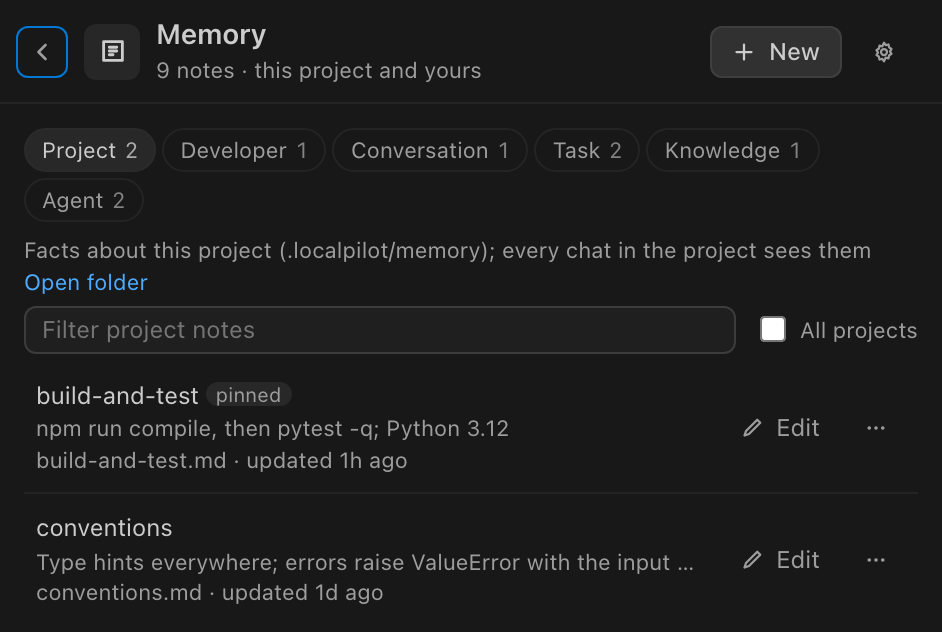 Memory
9 notes · this project and yours
+ New
Project 2
Developer 1
Conversation 1
Task 2
Knowledge 1
Agent 2
Facts about this project (.localpilot/memory); every chat in the project sees them
Open folder
Filter project notes
All projects
build-and-test pinned
npm run compile, then pytest -q; Python 3.12
build-and-test.md · updated 1h ago
Edit
conventions
Type hints everywhere; errors raise ValueError with the input ...
conventions.md · updated 1d ago
Edit